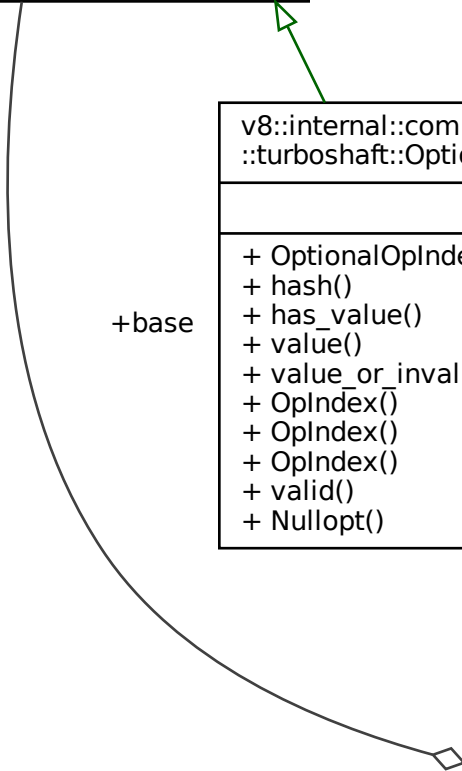 v8::internal::com
::turboshaft::Optio
+ OptionalOpInde
+ hash()
+ has_value()
+ value()
+ value_or_inval
+ OpIndex()
+ OpIndex()
+ OpIndex()
+ valid()
+ Nullopt()
+base